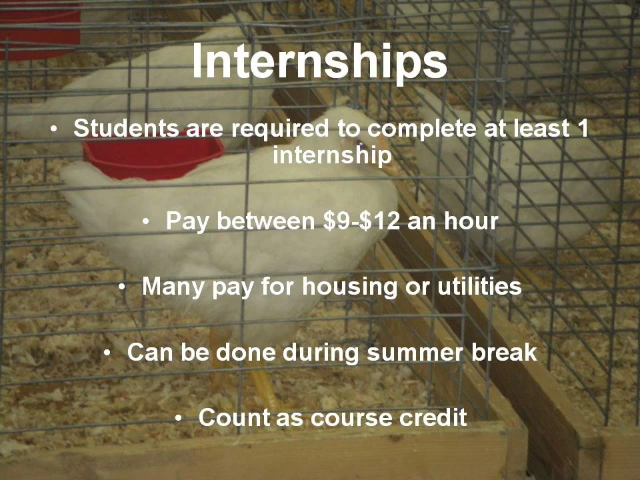 Internships
• Students are required to complete at least 1
internship
• Pay between $9-$12 an hour
• Many pay for housing or utilities
• Can be done during summer break
• Count as course credit